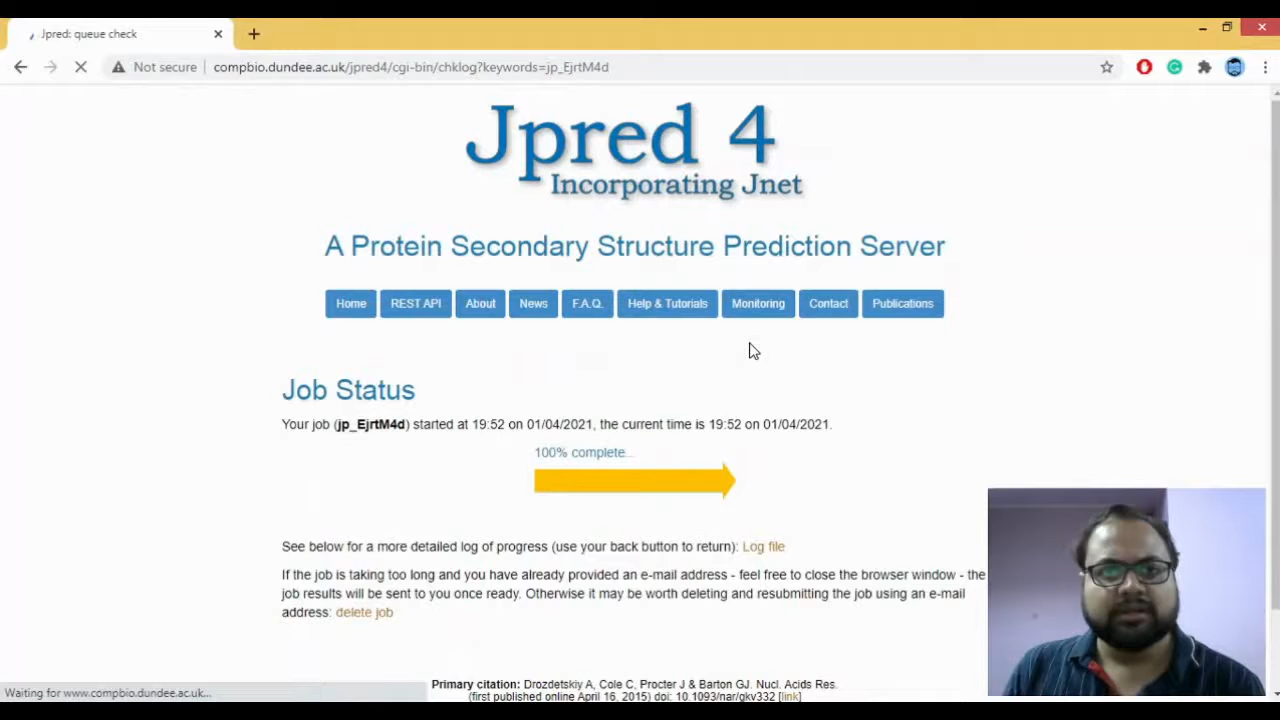 Jpred: queue check
Not secure compbio.dundee.ac.uk/jpred4/cgi-bin/chklog?keywords=jp_EjrtM4d
Jpred 4
Incorporating Jnet
A Protein Secondary Structure Prediction Server
Home REST API About News F.A.Q. Help & Tutorials Monitoring Contact Publications
Job Status
Your job (jp_EjrtM4d) started at 19:52 on 01/04/2021, the current time is 19:52 on 01/04/2021.
100% complete...
See below for a more detailed log of progress (use your back button to return): Log file
If the job is taking too long and you have already provided an e-mail address - feel free to close the browser window - the
job results will be sent to you once ready. Otherwise it may be worth deleting and resubmitting the job using an e-mail
address: delete job
Primary citation: Drozdetskiy A, Cole C, Procter J & Barton GJ. Nucl. Acids Res.
(first published online April 16, 2015) doi: 10.1093/nar/gkv332 [link]
Waiting for www.compbio.dundee.ac.uk...